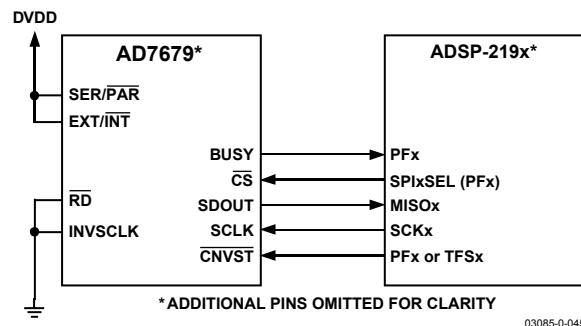 DVDD
AD7679*
ADSP-219x*
SER/PAR
EXT/INT
BUSY
PFx
CS
SPIxSEL (PFx)
RD
SDOUT
MISOx
INVSCLK
SCLK
SCKx
CNVST
PFx or TFSx
*ADDITIONAL PINS OMITTED FOR CLARITY